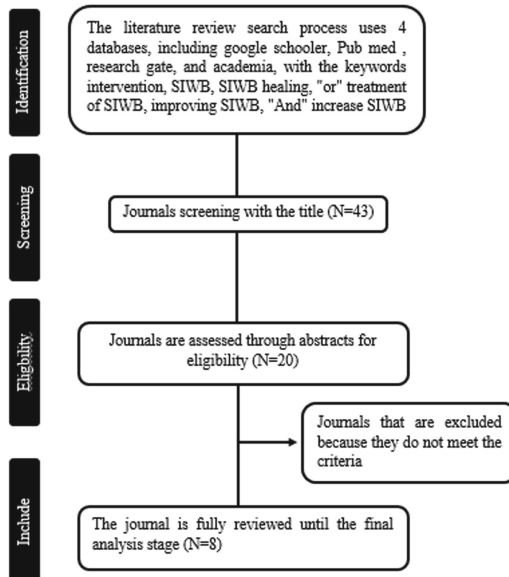 Identification
The literature review search process uses 4
databases, including google schooler, Pub med ,
research gate, and academia, with the keywords
intervention, SIWB, SIWB healing, "or" treatment
of SIWB, improving SIWB, "And" increase SIWB
Screening
Journals screening with the title (N=43)
Eligbility
Journals are assessed through abstracts for
eligibility (N=20)
Journals that are excluded
because they do not meet the
criteria
Include
The journal is fully reviewed until the final
analysis stage (N=8)